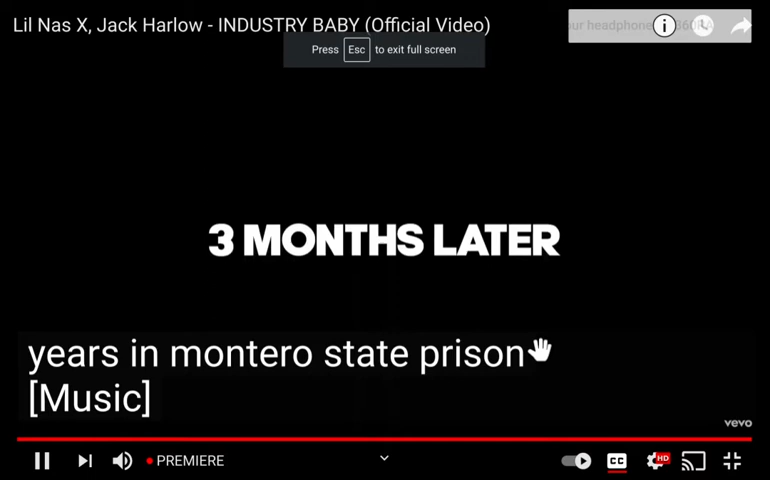 Lil Nas X, Jack Harlow - INDUSTRY BABY (Official Video)
Press Esc to exit full screen
3 MONTHS LATER
years in montero state prison
[Music]
vevo
PREMIERE
CC
HD